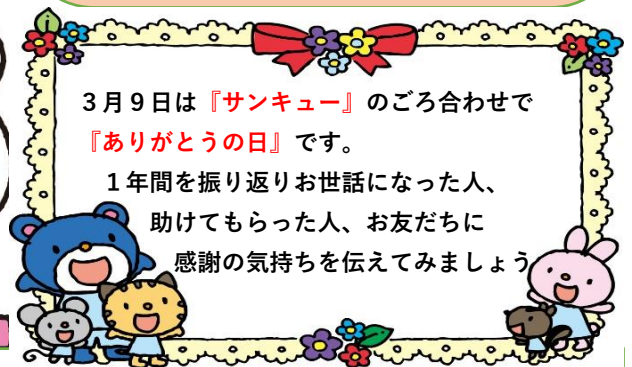 ３月９日は『サンキュー』のごろ合わせで
『ありがとうの日』です。
１年間を振り返りお世話になった人、
助けてもらった人、お友だちに
感謝の気持ちを伝えてみましょう